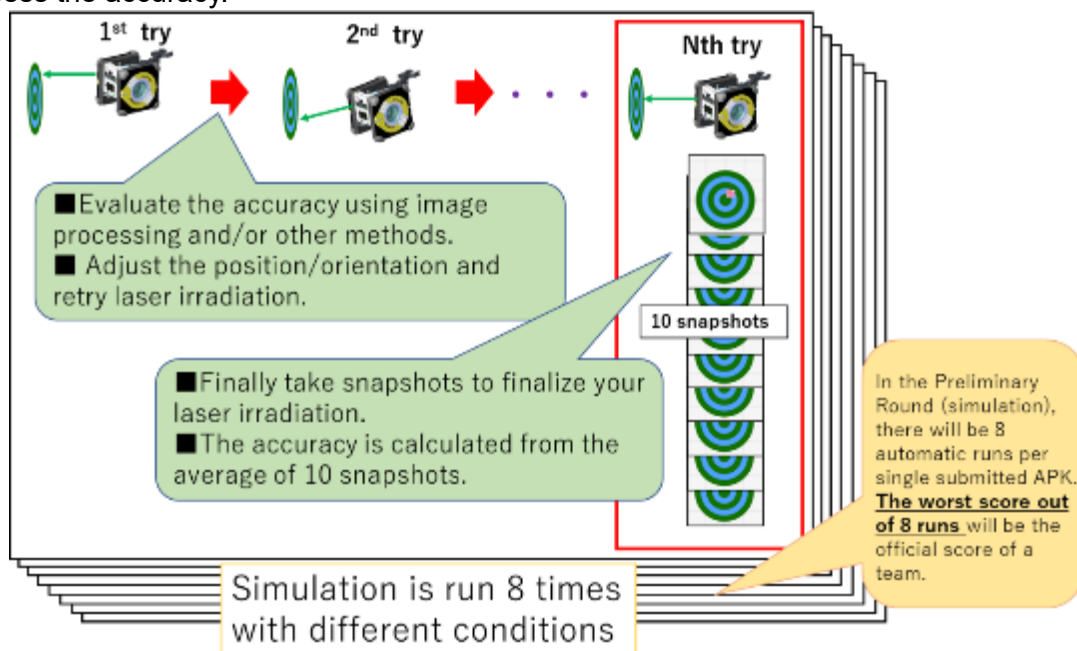 ess the accuracy.
1st try
2nd try
Nth try
■Evaluate the accuracy using image
processing and/or other methods.
■ Adjust the position/orientation and
retry laser irradiation.
10 snapshots
■Finally take snapshots to finalize your
laser irradiation.
■The accuracy is calculated from the
average of 10 snapshots.
In the Preliminary
Round (simulation),
there will be 8
automatic runs per
single submitted APK.
The worst score out
of 8 runs will be the
official score of a
team.
Simulation is run 8 times
with different conditions